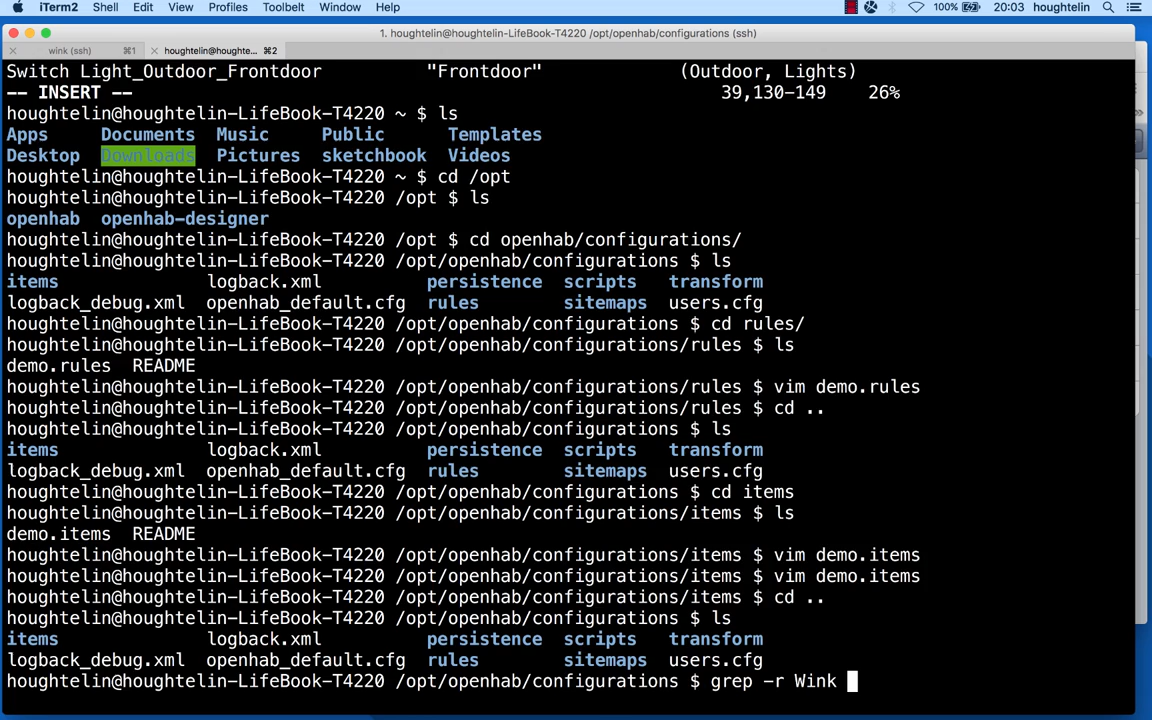 iTerm2 Shell Edit View Profiles Toolbelt Window Help 100% 20:03 houghtelin
1. houghtelin@houghtelin-LifeBook-T4220 /opt/openhab/configurations (ssh)
wink (ssh) ⌘1 houghtelin@houghte... ⌘2
Switch Light_Outdoor_Frontdoor "Frontdoor" (Outdoor, Lights)
-- INSERT -- 39,130-149 26%
houghtelin@houghtelin-LifeBook-T4220 ~ $ ls
Apps Documents Music Public Templates
Desktop Downloads Pictures sketchbook Videos
houghtelin@houghtelin-LifeBook-T4220 ~ $ cd /opt
houghtelin@houghtelin-LifeBook-T4220 /opt $ ls
openhab openhab-designer
houghtelin@houghtelin-LifeBook-T4220 /opt $ cd openhab/configurations/
houghtelin@houghtelin-LifeBook-T4220 /opt/openhab/configurations $ ls
items logback.xml persistence scripts transform
logback_debug.xml openhab_default.cfg rules sitemaps users.cfg
houghtelin@houghtelin-LifeBook-T4220 /opt/openhab/configurations $ cd rules/
houghtelin@houghtelin-LifeBook-T4220 /opt/openhab/configurations/rules $ ls
demo.rules README
houghtelin@houghtelin-LifeBook-T4220 /opt/openhab/configurations/rules $ vim demo.rules
houghtelin@houghtelin-LifeBook-T4220 /opt/openhab/configurations/rules $ cd ..
houghtelin@houghtelin-LifeBook-T4220 /opt/openhab/configurations $ ls
items logback.xml persistence scripts transform
logback_debug.xml openhab_default.cfg rules sitemaps users.cfg
houghtelin@houghtelin-LifeBook-T4220 /opt/openhab/configurations $ cd items
houghtelin@houghtelin-LifeBook-T4220 /opt/openhab/configurations/items $ ls
demo.items README
houghtelin@houghtelin-LifeBook-T4220 /opt/openhab/configurations/items $ vim demo.items
houghtelin@houghtelin-LifeBook-T4220 /opt/openhab/configurations/items $ vim demo.items
houghtelin@houghtelin-LifeBook-T4220 /opt/openhab/configurations/items $ cd ..
houghtelin@houghtelin-LifeBook-T4220 /opt/openhab/configurations $ ls
items logback.xml persistence scripts transform
logback_debug.xml openhab_default.cfg rules sitemaps users.cfg
houghtelin@houghtelin-LifeBook-T4220 /opt/openhab/configurations $ grep -r Wink